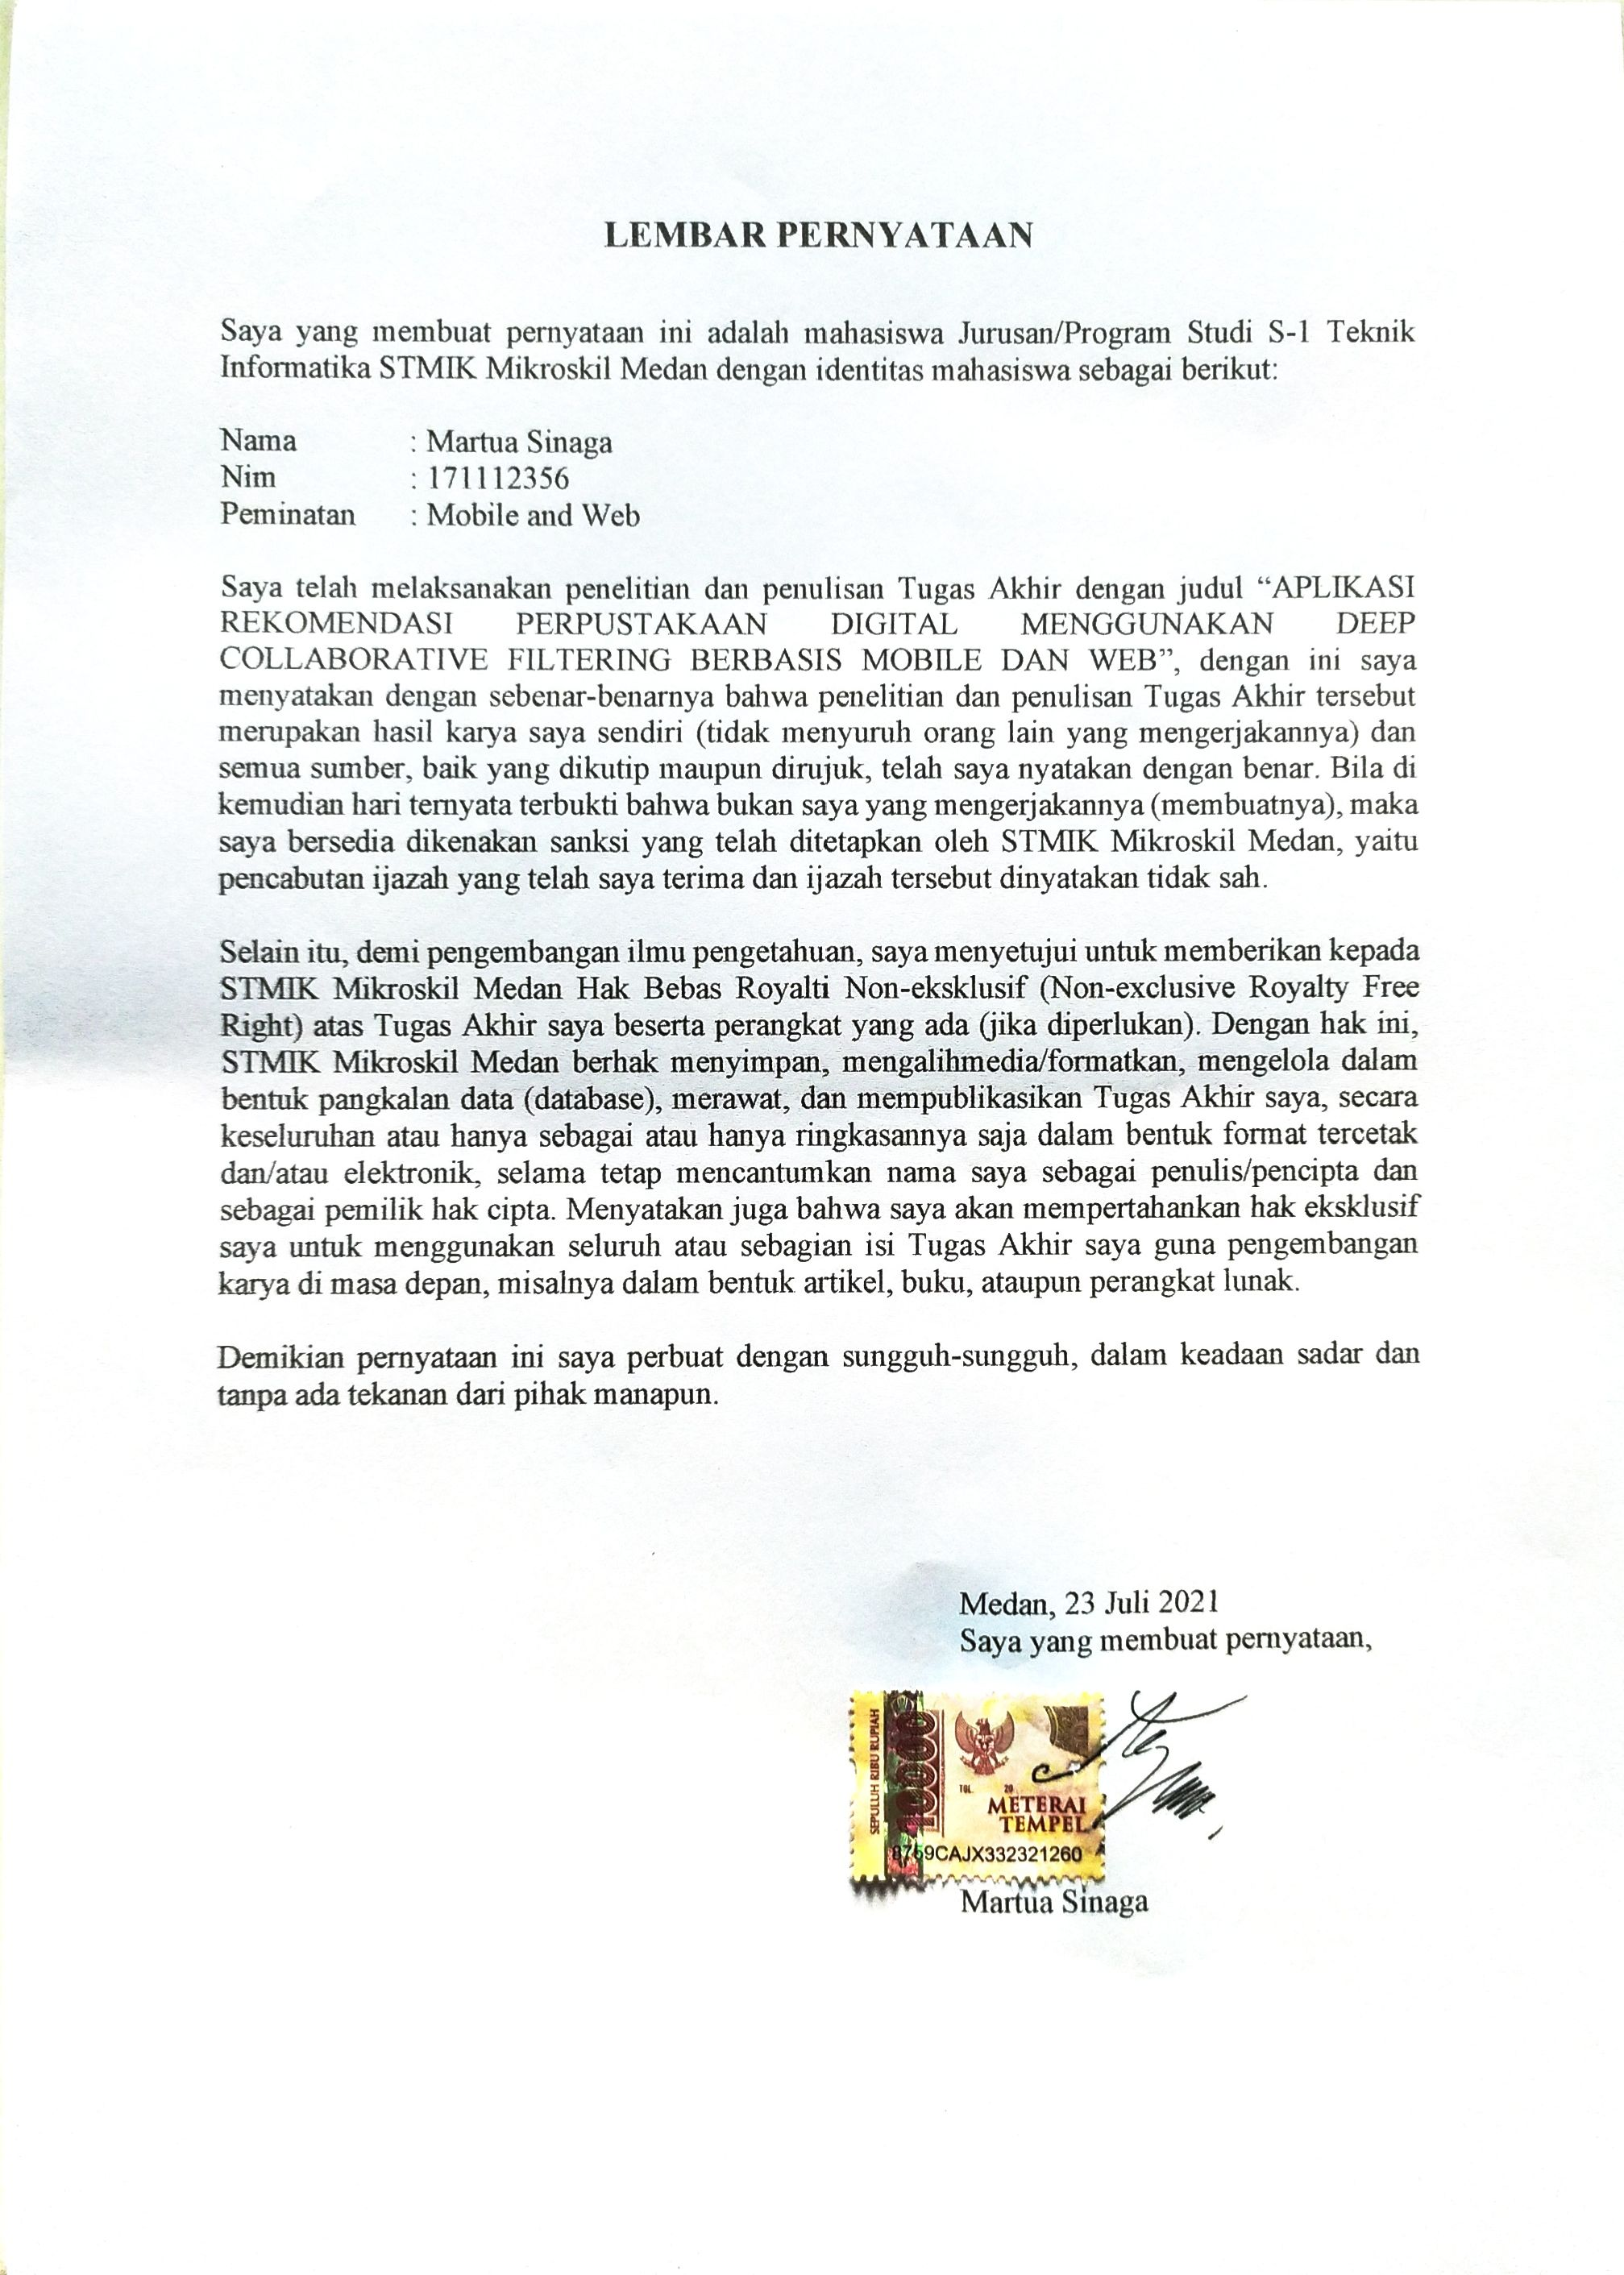 LEMBAR PERNYATAAN
Saya yang membuat pernyataan ini adalah mahasiswa Jurusan/Program Studi S-1 Teknik
Informatika STMIK Mikroskil Medan dengan identitas mahasiswa sebagai berikut:
Nama : Martua Sinaga
Nim : 171112356
Peminatan : Mobile and Web
Saya telah melaksanakan penelitian dan penulisan Tugas Akhir dengan judul “APLIKASI
REKOMENDASI PERPUSTAKAAN DIGITAL MENGGUNAKAN DEEP
COLLABORATIVE FILTERING BERBASIS MOBILE DAN WEB”, dengan ini saya
menyatakan dengan sebenar-benarnya bahwa penelitian dan penulisan Tugas Akhir tersebut
merupakan hasil karya saya sendiri (tidak menyuruh orang lain yang mengerjakannya) dan
semua sumber, baik yang dikutip maupun dirujuk, telah saya nyatakan dengan benar. Bila di
kemudian hari ternyata terbukti bahwa bukan saya yang mengerjakannya (membuatnya), maka
saya bersedia dikenakan sanksi yang telah ditetapkan oleh STMIK Mikroskil Medan, yaitu
pencabutan ijazah yang telah saya terima dan ijazah tersebut dinyatakan tidak sah.
Selain itu, demi pengembangan ilmu pengetahuan, saya menyetujui untuk memberikan kepada
STMIK Mikroskil Medan Hak Bebas Royalti Non-eksklusif (Non-exclusive Royalty Free
Right) atas Tugas Akhir saya beserta perangkat yang ada (jika diperlukan). Dengan hak ini,
STMIK Mikroskil Medan berhak menyimpan, mengalihmedia/formatkan, mengelola dalam
bentuk pangkalan data (database), merawat, dan mempublikasikan Tugas Akhir saya, secara
keseluruhan atau hanya sebagai atau hanya ringkasannya saja dalam bentuk format tercetak
dan/atau elektronik, selama tetap mencantumkan nama saya sebagai penulis/pencipta dan
sebagai pemilik hak cipta. Menyatakan juga bahwa saya akan mempertahankan hak eksklusif
saya untuk menggunakan seluruh atau sebagian isi Tugas Akhir saya guna pengembangan
karya di masa depan, misalnya dalam bentuk artikel, buku, ataupun perangkat lunak.
Demikian pernyataan ini saya perbuat dengan sungguh-sungguh, dalam keadaan sadar dan
tanpa ada tekanan dari pihak manapun.
Medan, 23 Juli 2021
Saya yang membuat pernyataan,
SEPULUH RIBU RUPIAH
10000
TGL. 20
METERAI
TEMPEL
8759CAJX332321260
Martua Sinaga